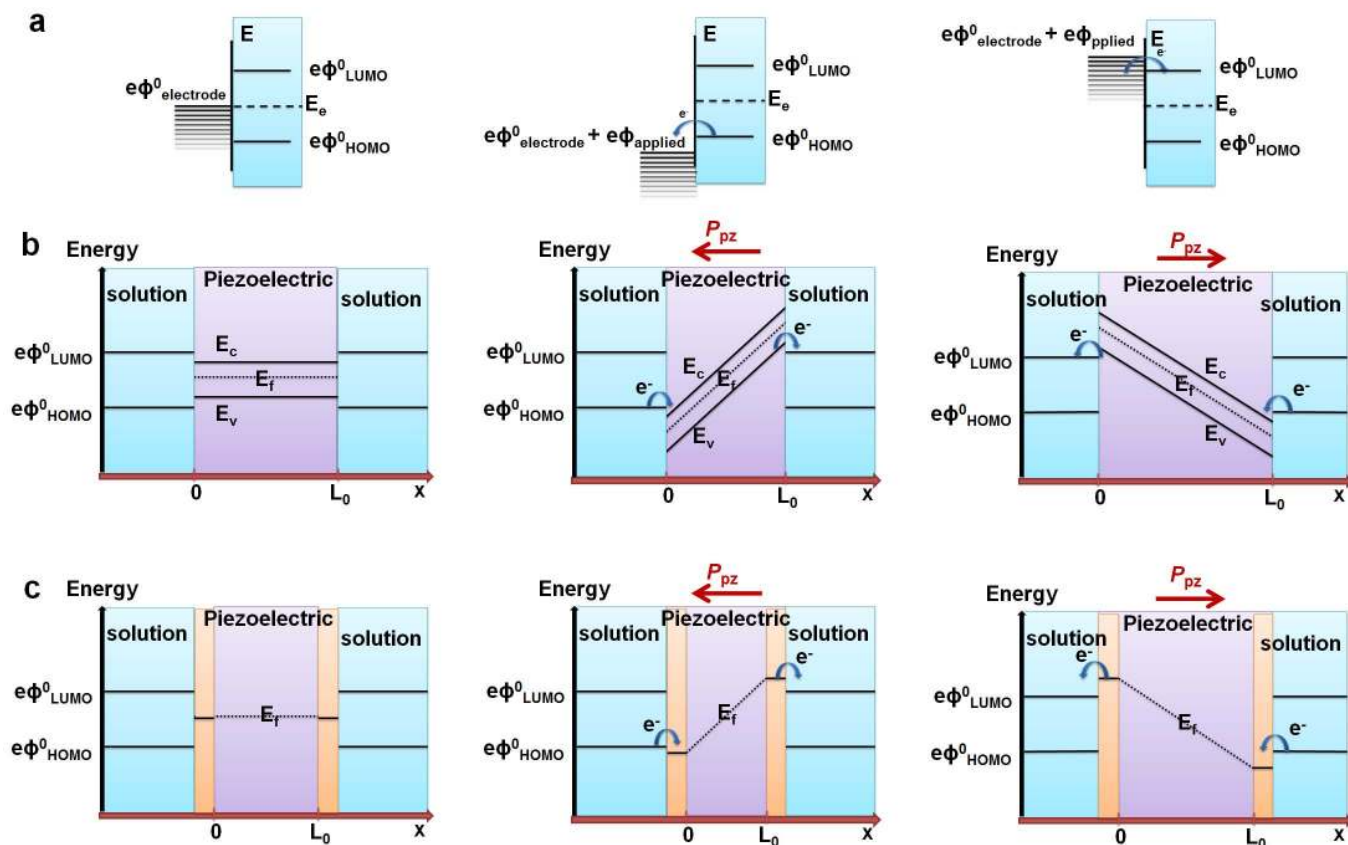 a
E
eΦ⁰LUMO
eΦ⁰electrode
Ee
eΦ⁰HOMO
E
eΦ⁰LUMO
Ee
e-
eΦ⁰electrode + eΦapplied
eΦ⁰HOMO
eΦ⁰electrode + eΦpplied
E
e-
eΦ⁰LUMO
Ee
eΦ⁰HOMO
b
Energy
solution
Piezoelectric
solution
eΦ⁰LUMO
Ec
Ef
eΦ⁰HOMO
Ev
0
L0
x
Ppz
Energy
solution
Piezoelectric
solution
eΦ⁰LUMO
e-
Ec
Ef
e-
eΦ⁰HOMO
Ev
0
L0
x
Ppz
Energy
solution
Piezoelectric
solution
e-
eΦ⁰LUMO
Ec
Ef
e-
eΦ⁰HOMO
Ev
0
L0
x
c
Energy
solution
Piezoelectric
solution
eΦ⁰LUMO
Ef
eΦ⁰HOMO
0
L0
x
Ppz
Energy
solution
Piezoelectric
solution
e-
eΦ⁰LUMO
Ef
e-
eΦ⁰HOMO
0
L0
x
Ppz
Energy
solution
Piezoelectric
solution
e-
eΦ⁰LUMO
Ef
e-
eΦ⁰HOMO
0
L0
x